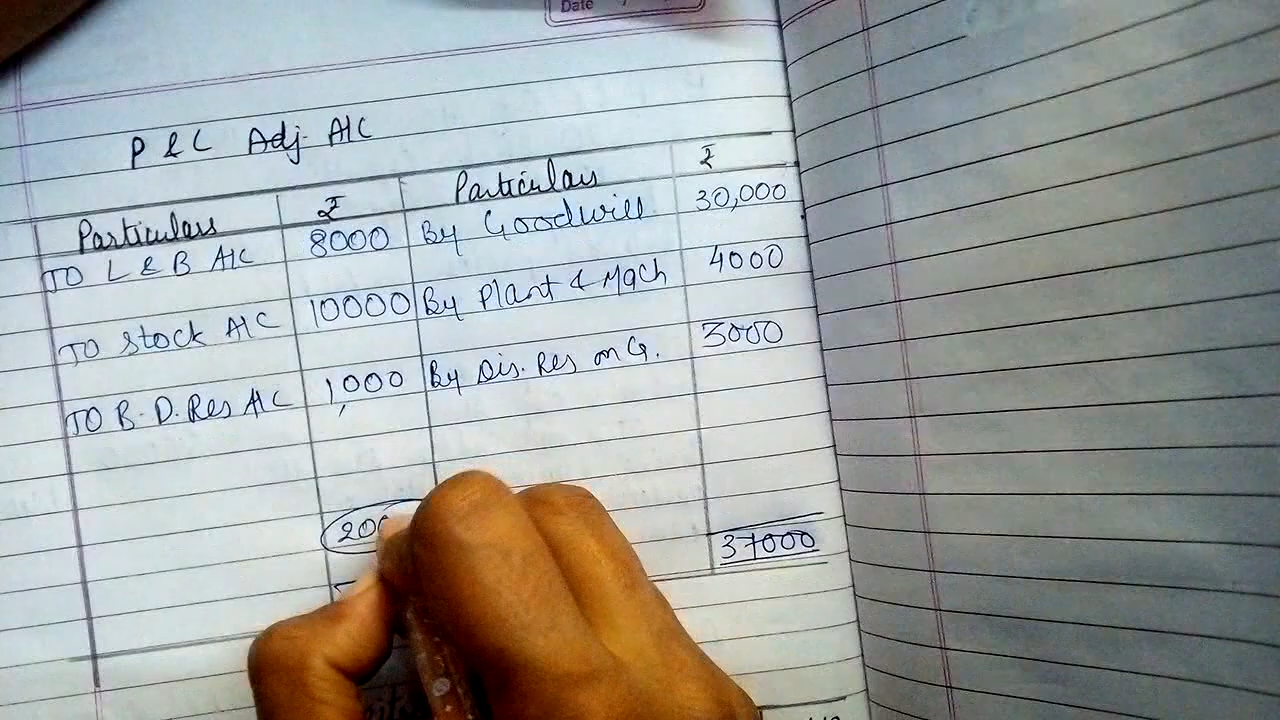 Date
P & L Adj. A/C
Particulars ₹ Particulars ₹
To L & B A/C 8000 By Goodwill 30,000
To Stock A/C 10000 By Plant & Mach 4000
To B.D. Res A/C 1,000 By Dis. Res on Cr. 3000
37000